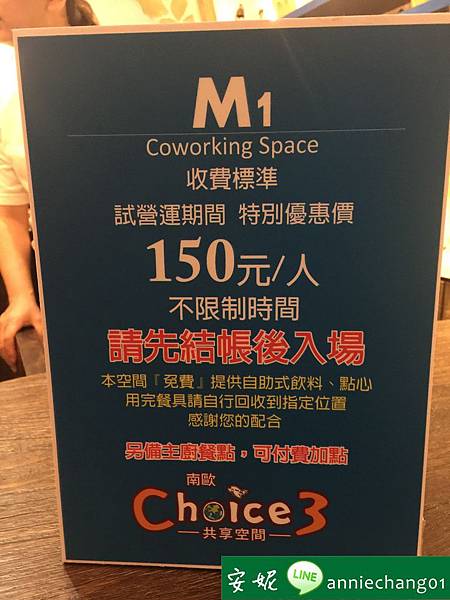 M1
Coworking Space
收費標準
試營運期間 特別優惠價
150元/人
不限制時間
請先結帳後入場
本空間『免費』提供自助式飲料、點心
用完餐具請自行回收到指定位置
感謝您的配合
另備主廚餐點，可付費加點
南歐
Choice 3
共享空間
安妮 LINE anniechang01